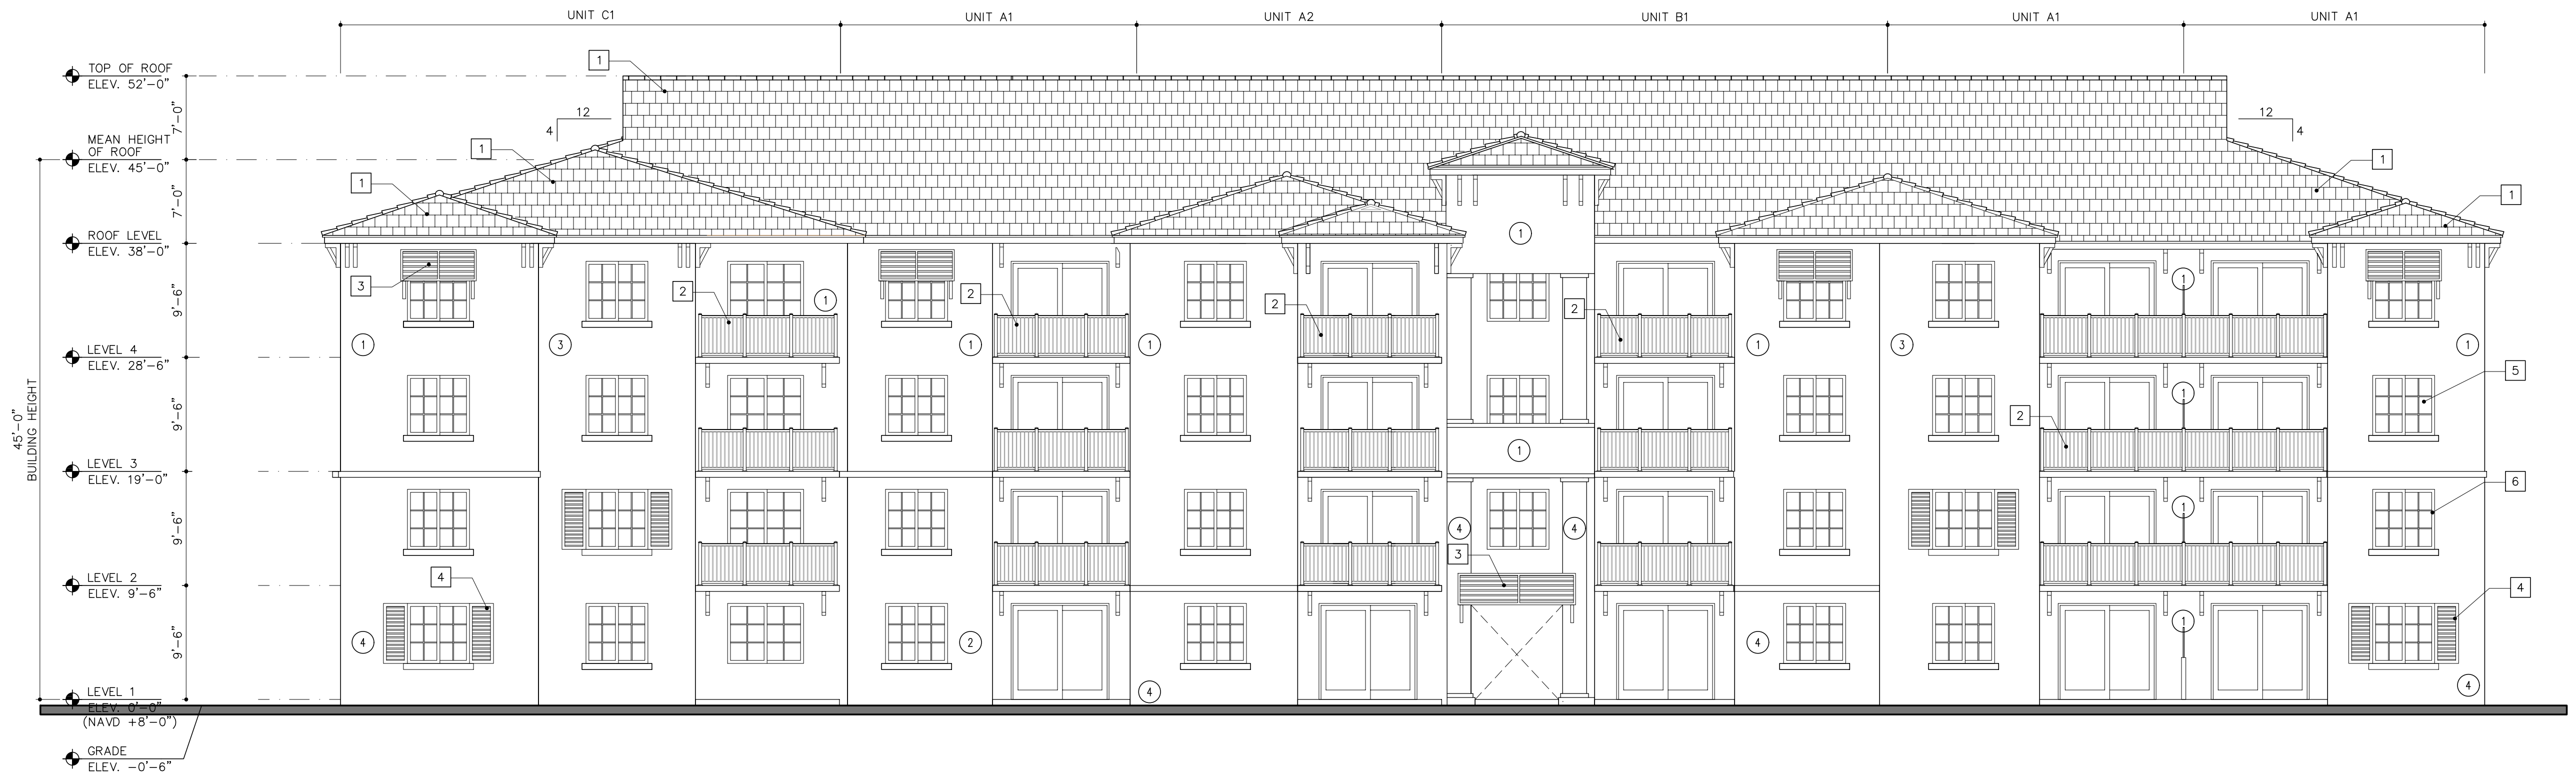 UNIT C1
UNIT A1
UNIT A2
UNIT B1
UNIT A1
UNIT A1
1
TOP OF ROOF
ELEV. 52'-0"
7'-0"
12
4
12
4
MEAN HEIGHT
OF ROOF
ELEV. 45'-0"
1
1
7'-0"
1
1
ROOF LEVEL
ELEV. 38'-0"
1
3
1
2
1
2
2
2
9'-6"
LEVEL 4
ELEV. 28'-6"
1
3
1
1
1
3
1
5
1
2
9'-6"
45'-0"
BUILDING HEIGHT
LEVEL 3
ELEV. 19'-0"
1
6
1
4
4
3
9'-6"
LEVEL 2
ELEV. 9'-6"
4
4
1
4
2
4
9'-6"
LEVEL 1
ELEV. 0'-0"
(NAVD +8'-0")
4
4
GRADE
ELEV. -0'-6"